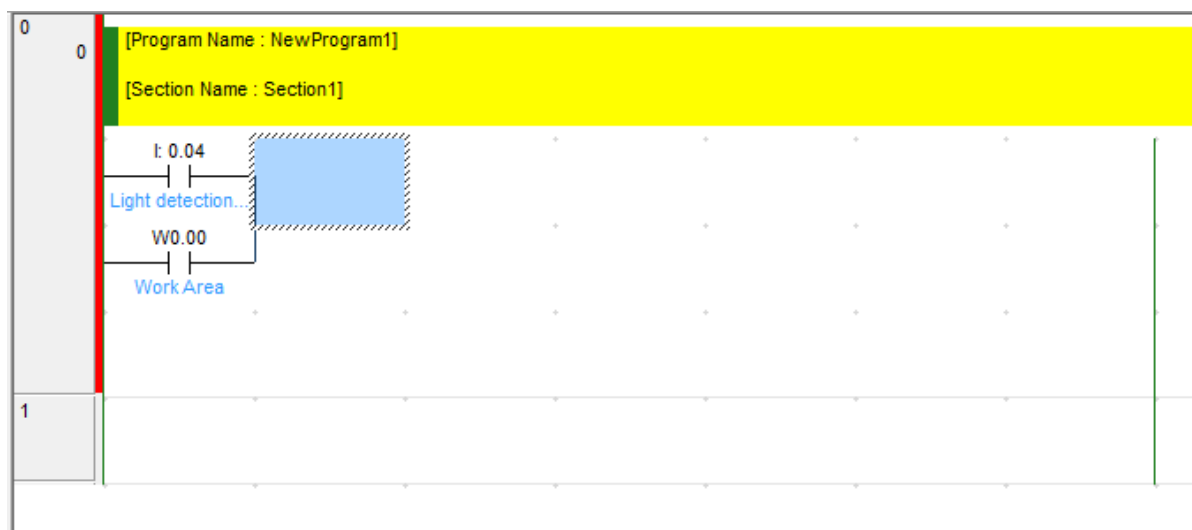 0
0
[Program Name : NewProgram1]
[Section Name : Section1]
I: 0.04
Light detection...
W0.00
Work Area
1